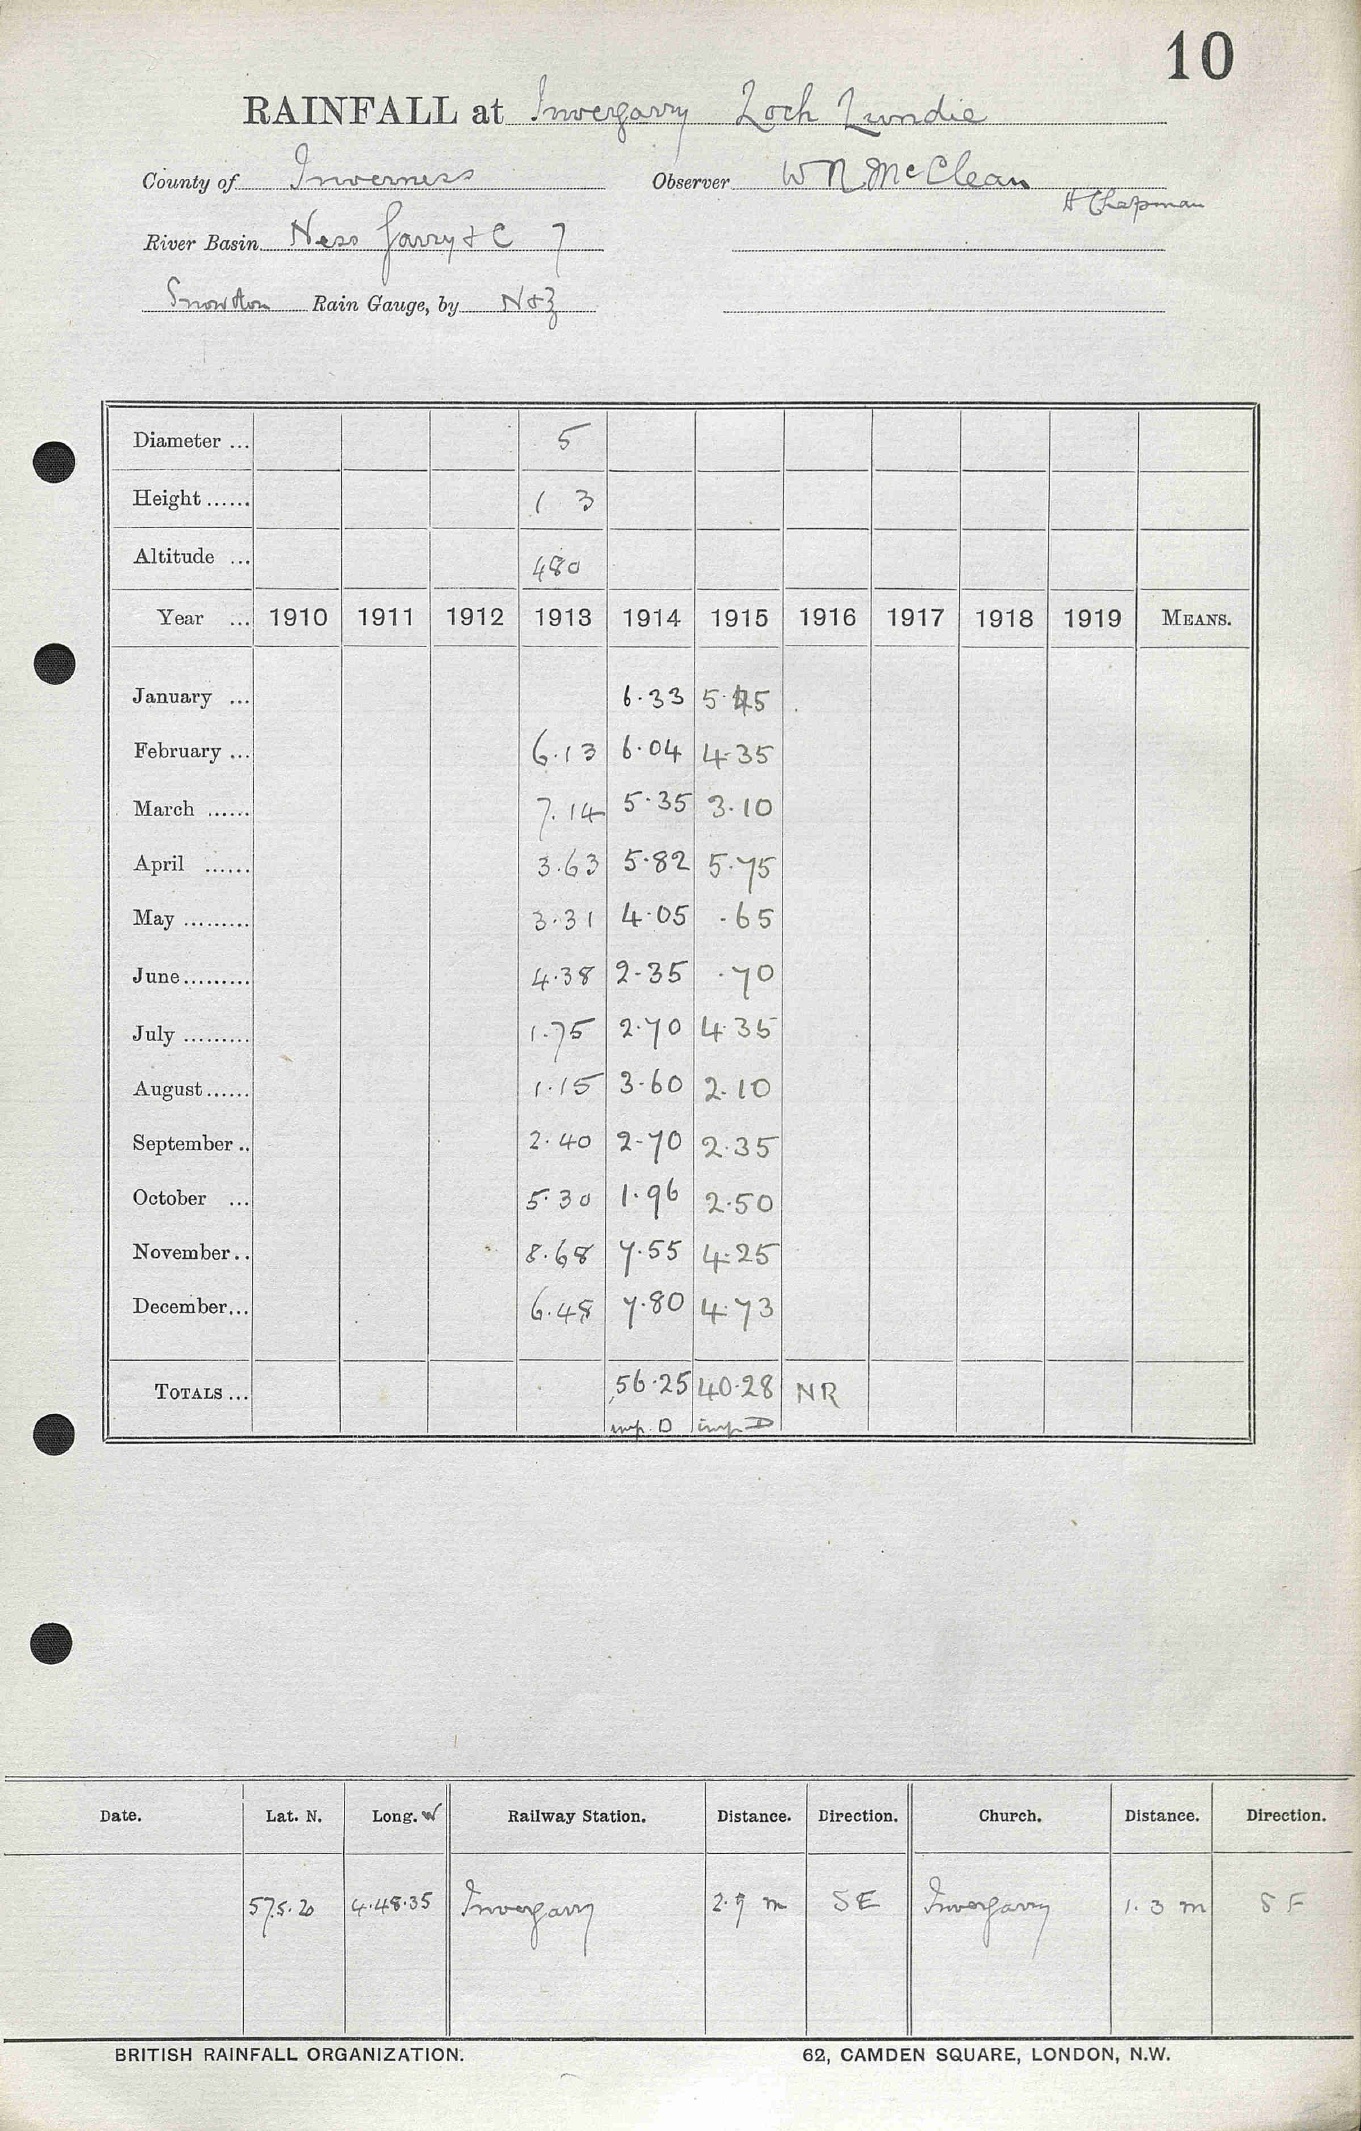 10
RAINFALL at Invergarry Loch Lundie
County of Inverness Observer W N McClean
H Chapman
River Basin Ness Garry & C 7
Snowdon Rain Gauge, by N&Z
Diameter ... 5
Height ...... 1 3
Altitude ... 480
Year ... 1910 1911 1912 1913 1914 1915 1916 1917 1918 1919 MEANS.
January ... 6.33 5.45
February ... 6.13 6.04 4.35
March ...... 7.14 5.35 3.10
April ...... 3.63 5.82 5.75
May ......... 3.31 4.05 .65
June ......... 4.38 2.35 .70
July ......... 1.75 2.70 4.35
August ...... 1.15 3.60 2.10
September .. 2.40 2.70 2.35
October ... 5.30 1.96 2.50
November .. 8.68 7.55 4.25
December ... 6.48 7.80 4.73
TOTALS ... 56.25 40.28 NR
imp. D imp. D
Date. Lat. N. Long. W Railway Station. Distance. Direction. Church. Distance. Direction.
57.5.20 4.48.35 Invergarry 2.9 m SE Invergarry 1.3 m SE
BRITISH RAINFALL ORGANIZATION. 62, CAMDEN SQUARE, LONDON, N.W.